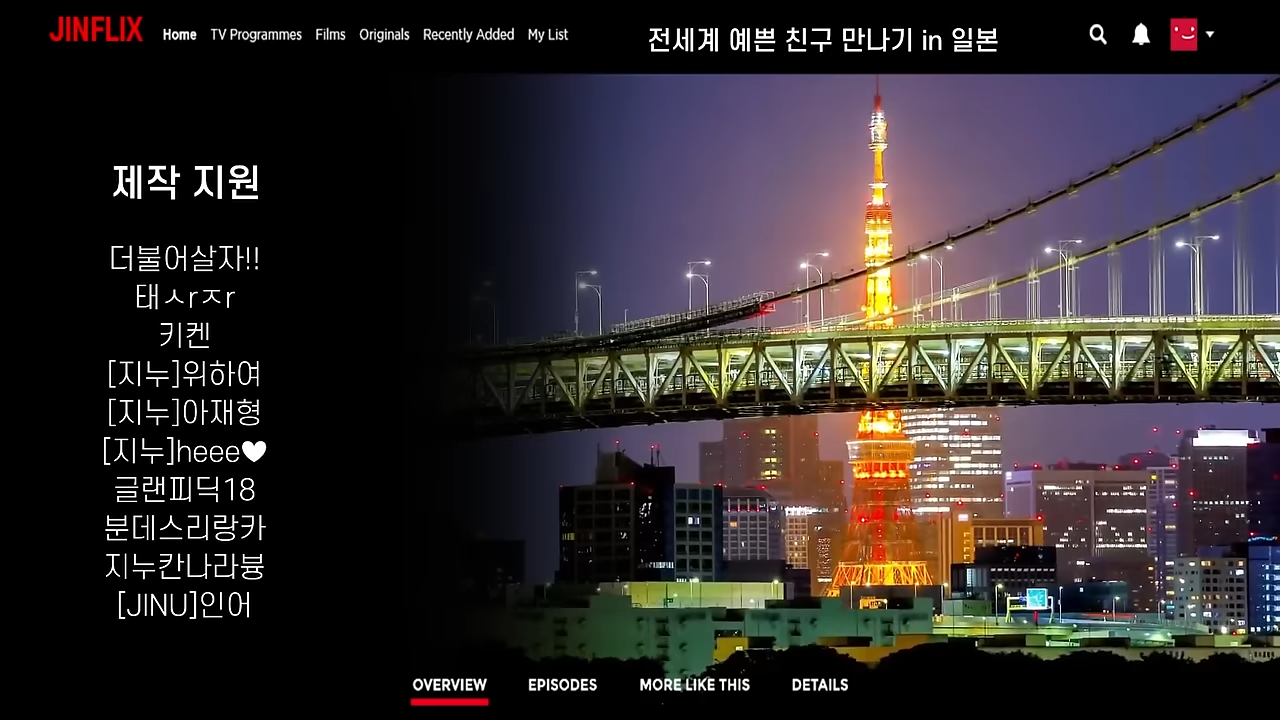 JINFLIX Home TV Programmes Films Originals Recently Added My List 전세계 예쁜 친구 만나기 in 일본
제작 지원
더불어살자!!
태ㅅrㅈr
키켄
[지누]위하여
[지누]아재형
[지누]heee♥
글랜피딕18
분데스리랑카
지누칸나라븅
[JINU]인어
OVERVIEW EPISODES MORE LIKE THIS DETAILS